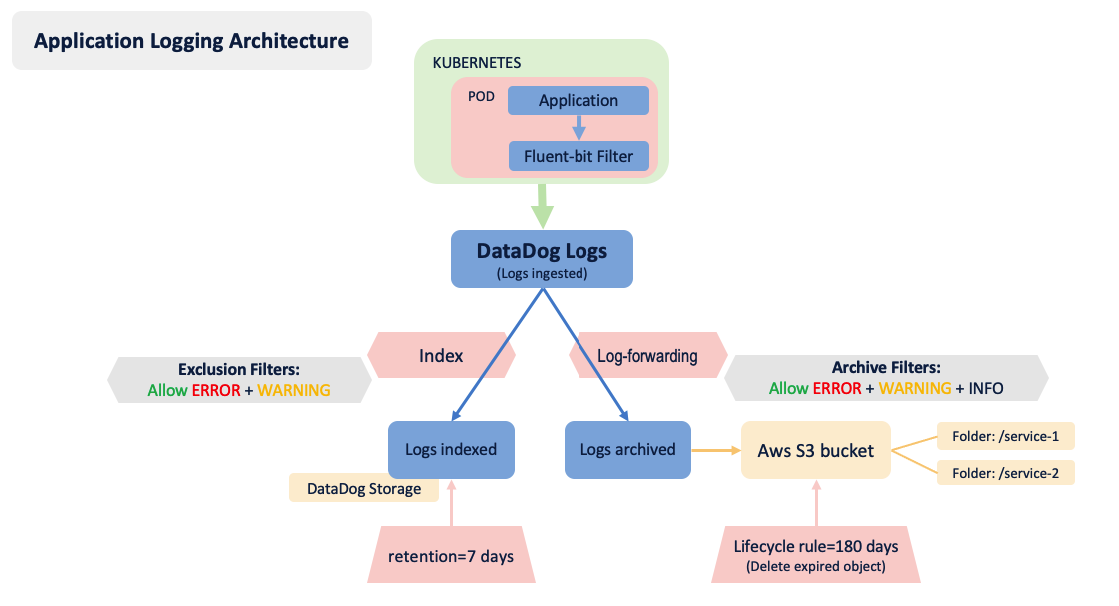 Application Logging Architecture
KUBERNETES
POD
Application
Fluent-bit Filter
DataDog Logs
(Logs ingested)
Index
Log-forwarding
Exclusion Filters:
Allow ERROR + WARNING
Archive Filters:
Allow ERROR + WARNING + INFO
Logs indexed
Logs archived
Aws S3 bucket
Folder: /service-1
Folder: /service-2
DataDog Storage
retention=7 days
Lifecycle rule=180 days
(Delete expired object)